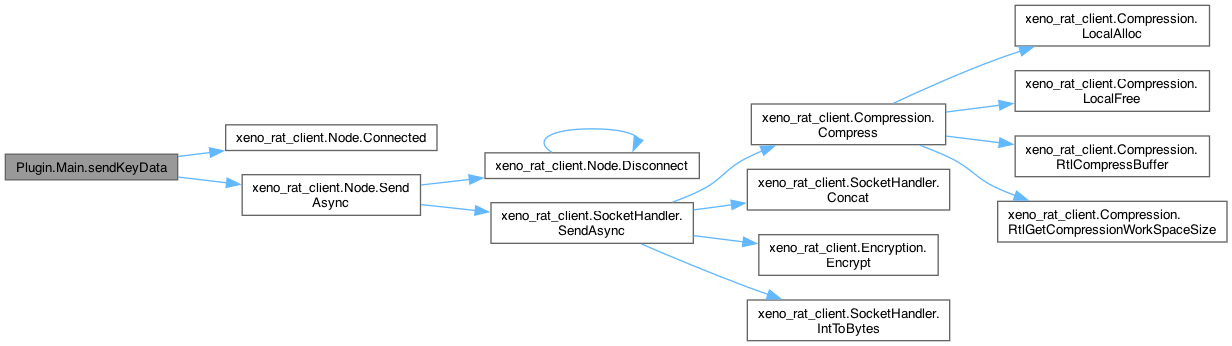 Plugin.Main.sendKeyData
xeno_rat_client.Node.Connected
xeno_rat_client.Node.Send
Async
xeno_rat_client.Node.Disconnect
xeno_rat_client.SocketHandler.
SendAsync
xeno_rat_client.Compression.
Compress
xeno_rat_client.SocketHandler.
Concat
xeno_rat_client.Encryption.
Encrypt
xeno_rat_client.SocketHandler.
IntToBytes
xeno_rat_client.Compression.
LocalAlloc
xeno_rat_client.Compression.
LocalFree
xeno_rat_client.Compression.
RtlCompressBuffer
xeno_rat_client.Compression.
RtlGetCompressionWorkSpaceSize